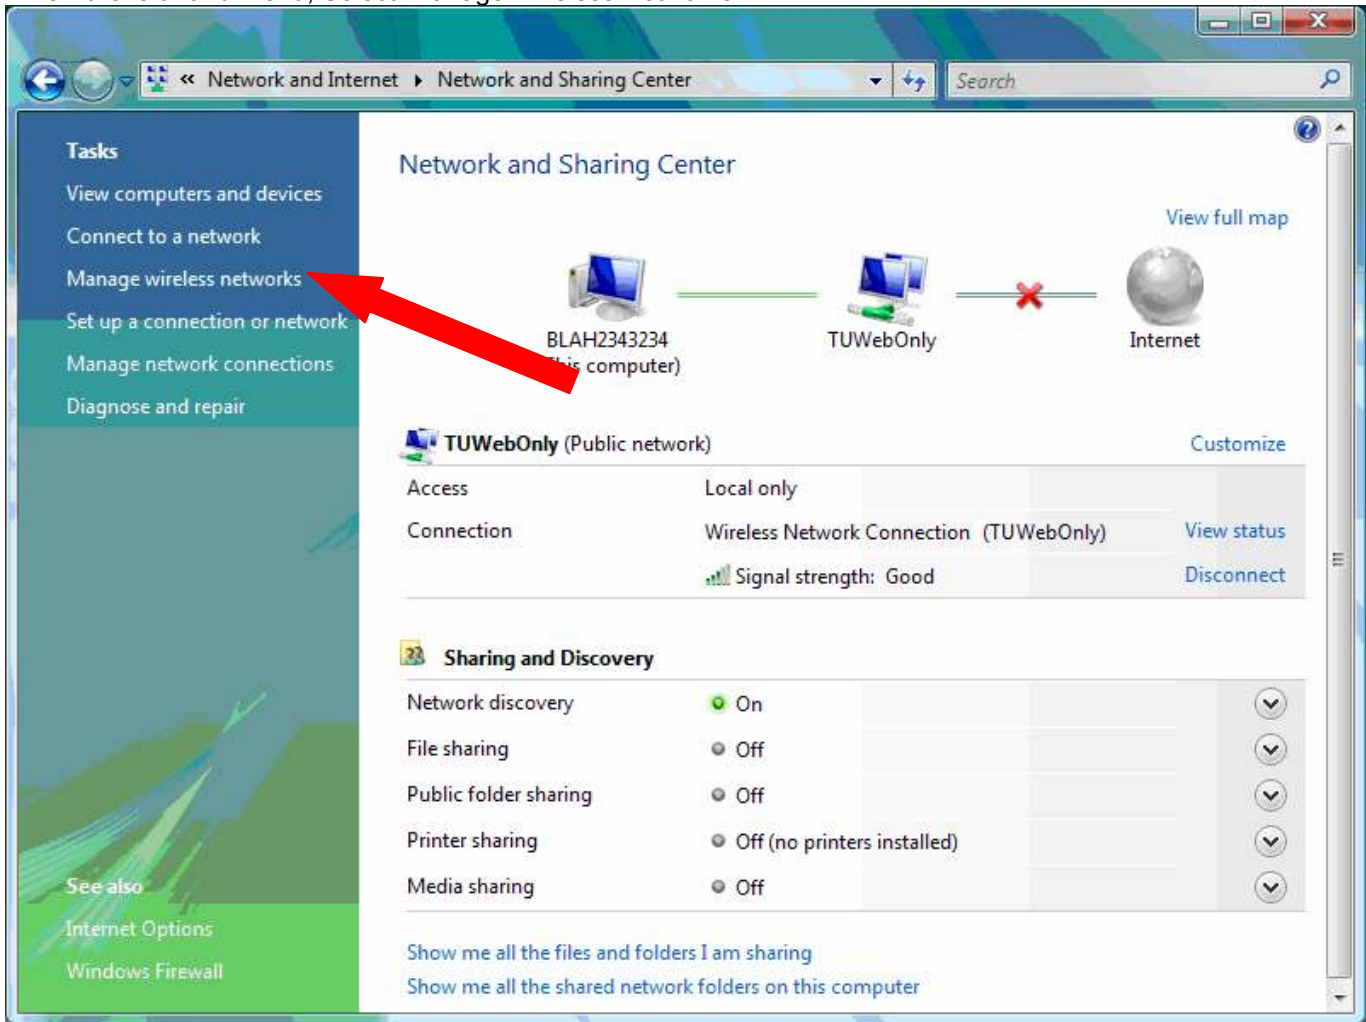 « Network and Internet ▸ Network and Sharing Center
Search
Tasks
View computers and devices
Connect to a network
Manage wireless networks
Set up a connection or network
Manage network connections
Diagnose and repair
See also
Internet Options
Windows Firewall
Network and Sharing Center
View full map
BLAH2343234
computer)
TUWebOnly
Internet
TUWebOnly (Public network)
Customize
Access Local only
Connection Wireless Network Connection (TUWebOnly) View status
Signal strength: Good Disconnect
Sharing and Discovery
Network discovery On
File sharing Off
Public folder sharing Off
Printer sharing Off (no printers installed)
Media sharing Off
Show me all the files and folders I am sharing
Show me all the shared network folders on this computer